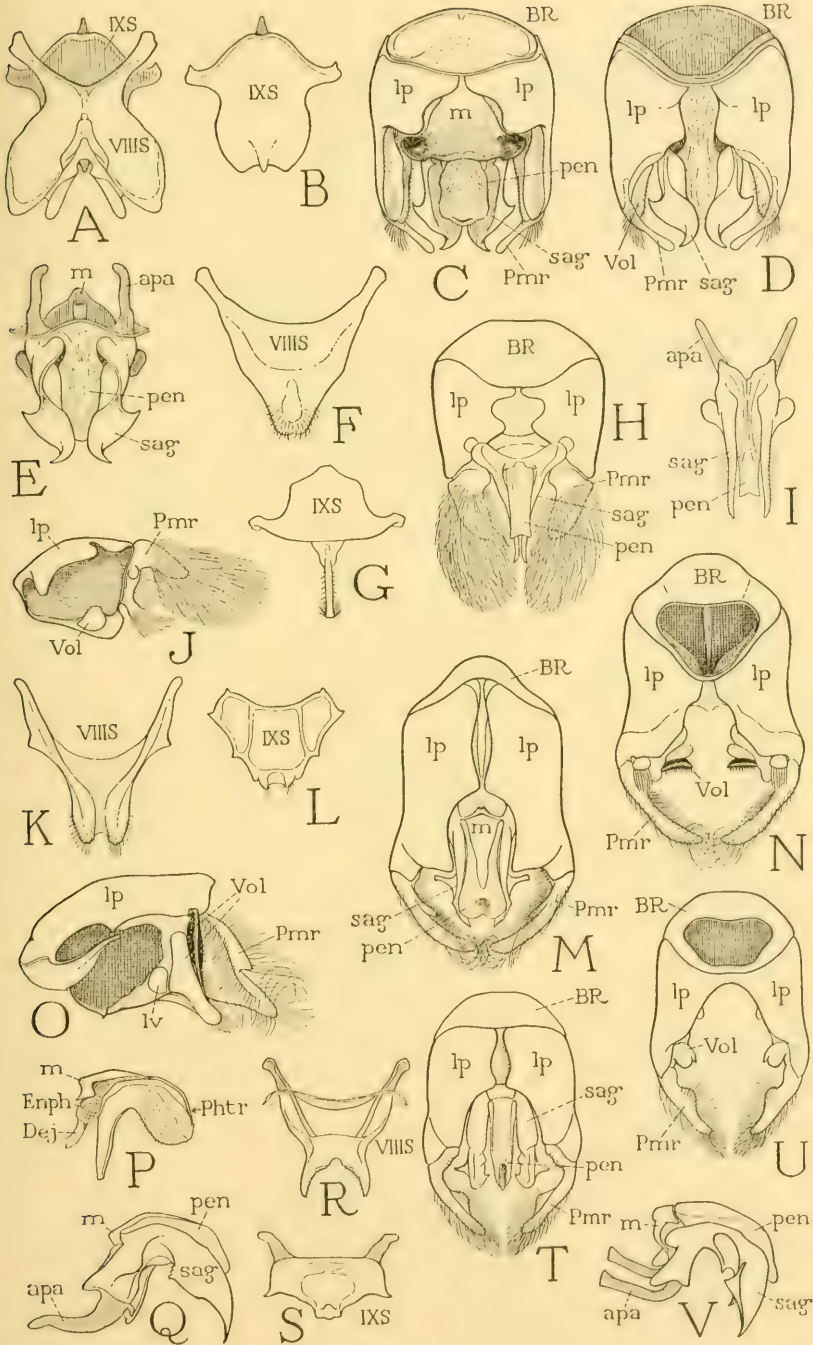 IXS
VIIIS
A
IXS
B
BR
lp
lp
m
pen
sag
Pmr
C
BR
lp
lp
Vol
Pmr
sag
D
m
apa
pen
sag
E
VIIIS
F
IXS
G
BR
lp
lp
Pmr
sag
pen
H
apa
sag
pen
I
lp
Pmr
Vol
J
VIIIS
K
IXS
L
BR
lp
lp
m
sag
pen
Pmr
M
BR
lp
lp
Vol
Pmr
N
lp
Vol
Pmr
lv
O
m
Enph
Dej
Phtr
P
m
pen
sag
apa
Q
VIIIS
R
IXS
S
BR
lp
lp
sag
pen
Pmr
T
BR
lp
lp
Vol
Pmr
U
m
pen
apa
sag
V